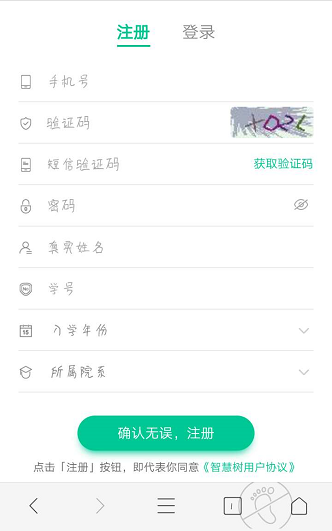 注册 登录
手机号
验证码
短信验证码 获取验证码
密码
真实姓名
学号
入学年份
所属院系
确认无误，注册
点击「注册」按钮，即代表你同意《智慧树用户协议》